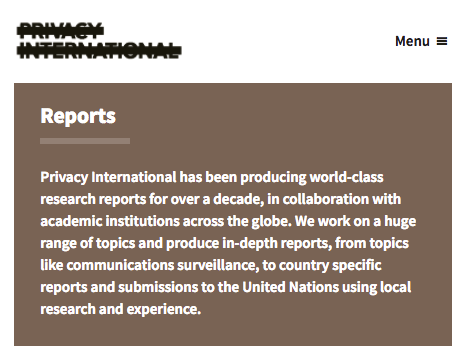 PRIVACY
INTERNATIONAL
Menu
Reports
Privacy International has been producing world-class
research reports for over a decade, in collaboration with
academic institutions across the globe. We work on a huge
range of topics and produce in-depth reports, from topics
like communications surveillance, to country specific
reports and submissions to the United Nations using local
research and experience.